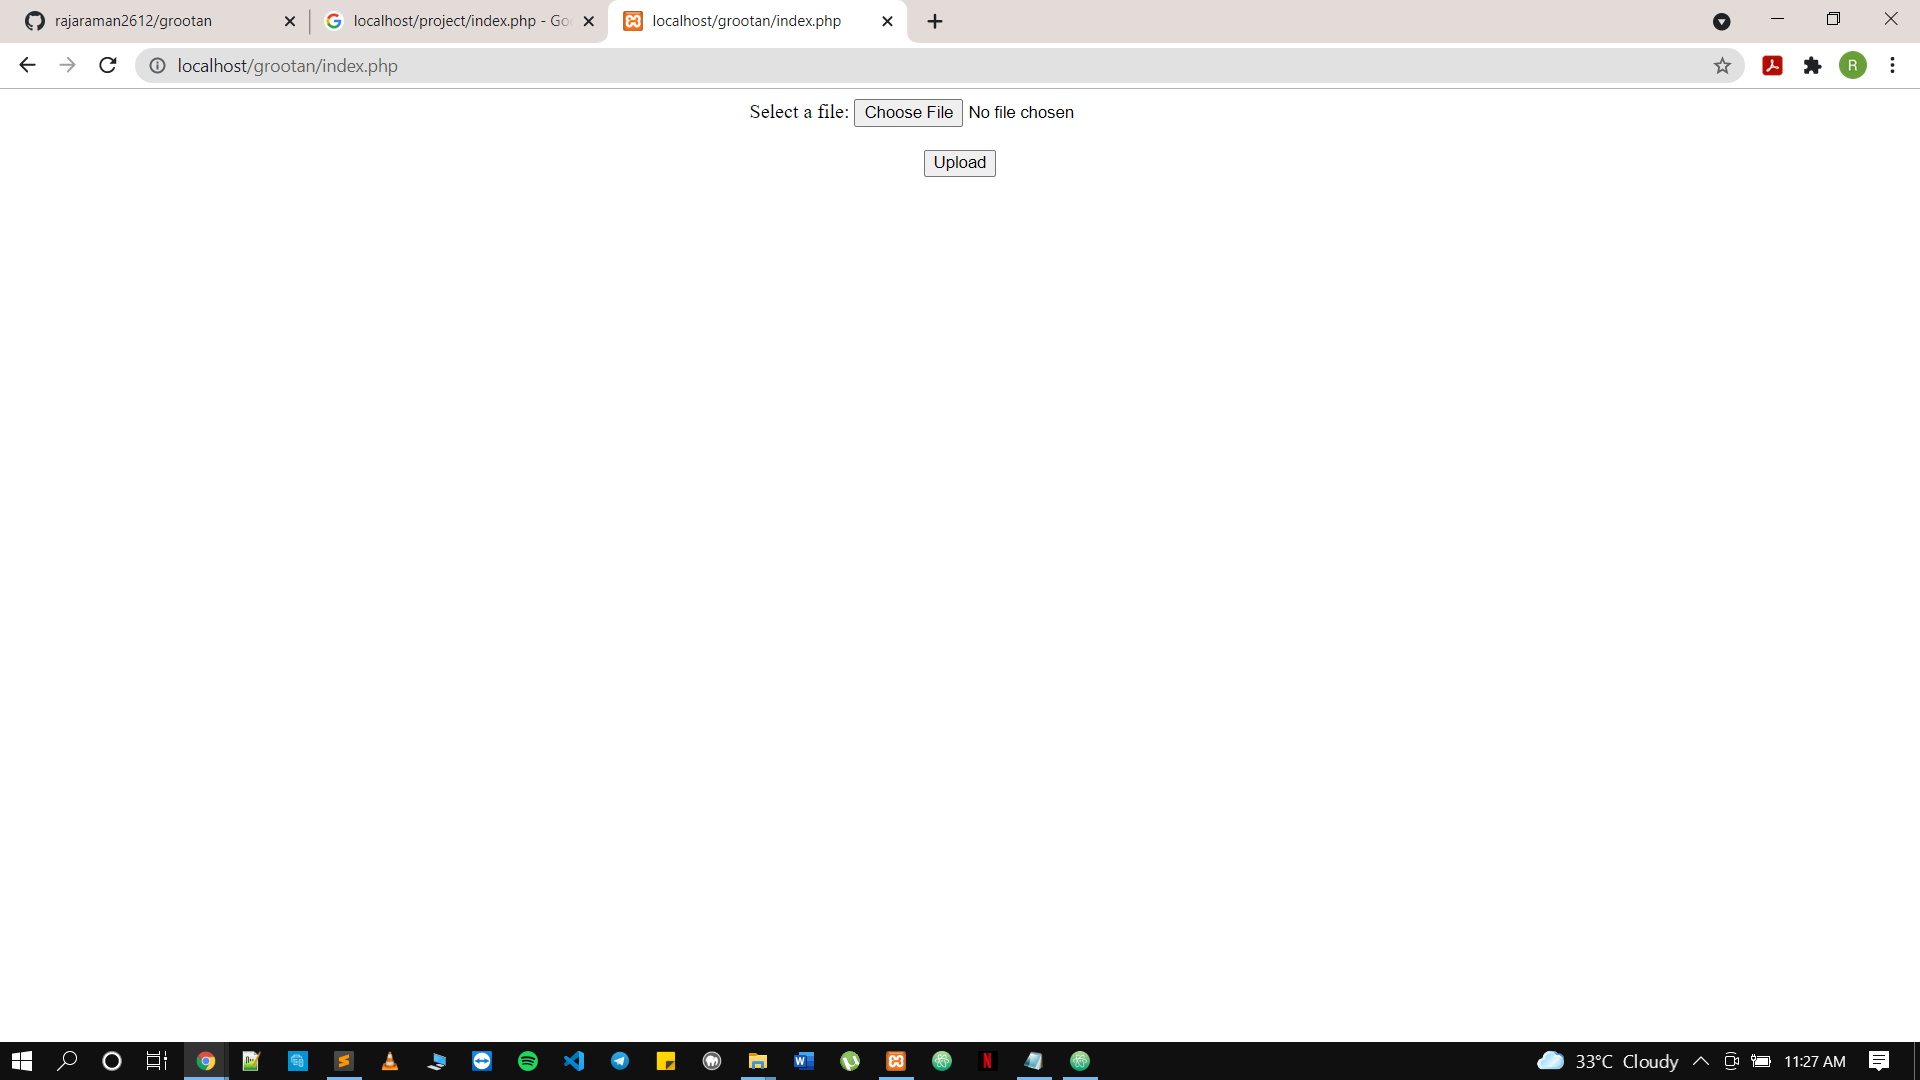 rajaraman2612/grootan
localhost/project/index.php - Goo
localhost/grootan/index.php
localhost/grootan/index.php
R
Select a file: Choose File No file chosen
Upload
33°C Cloudy
11:27 AM